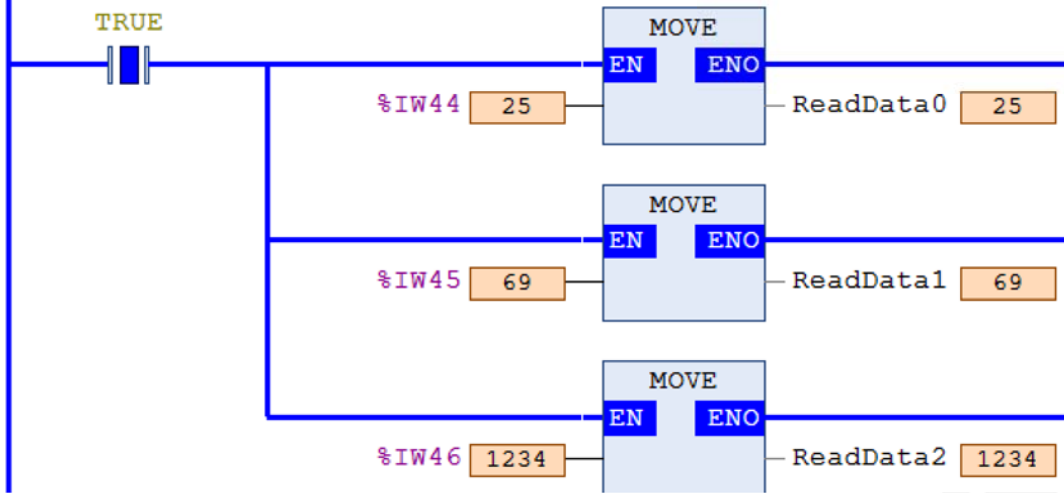 TRUE
MOVE
EN ENO
%IW44 25 ReadData0 25
MOVE
EN ENO
%IW45 69 ReadData1 69
MOVE
EN ENO
%IW46 1234 ReadData2 1234